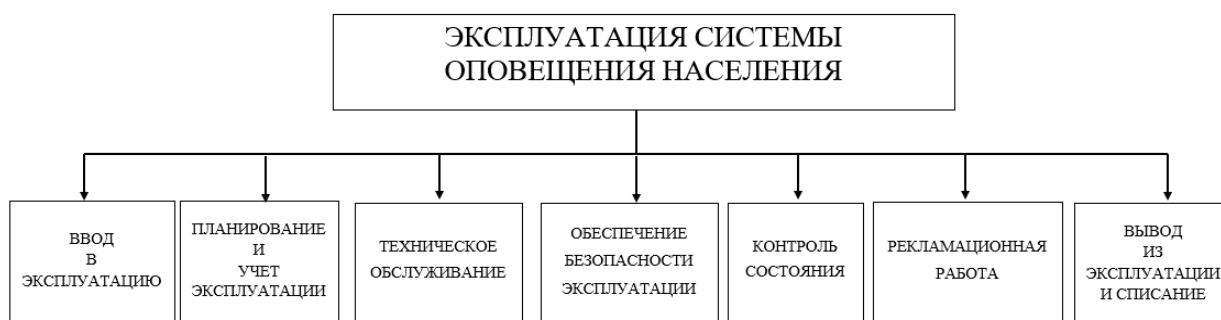 ЭКСПЛУАТАЦИЯ СИСТЕМЫ
ОПОВЕЩЕНИЯ НАСЕЛЕНИЯ
ВВОД
В
ЭКСПЛУАТАЦИЮ
ПЛАНИРОВАНИЕ
И
УЧЕТ
ЭКСПЛУАТАЦИИ
ТЕХНИЧЕСКОЕ
ОБСЛУЖИВАНИЕ
ОБЕСПЕЧЕНИЕ
БЕЗОПАСНОСТИ
ЭКСПЛУАТАЦИИ
КОНТРОЛЬ
СОСТОЯНИЯ
РЕКЛАМАЦИОННАЯ
РАБОТА
ВЫВОД
ИЗ
ЭКСПЛУАТАЦИИ
И СПИСАНИЕ